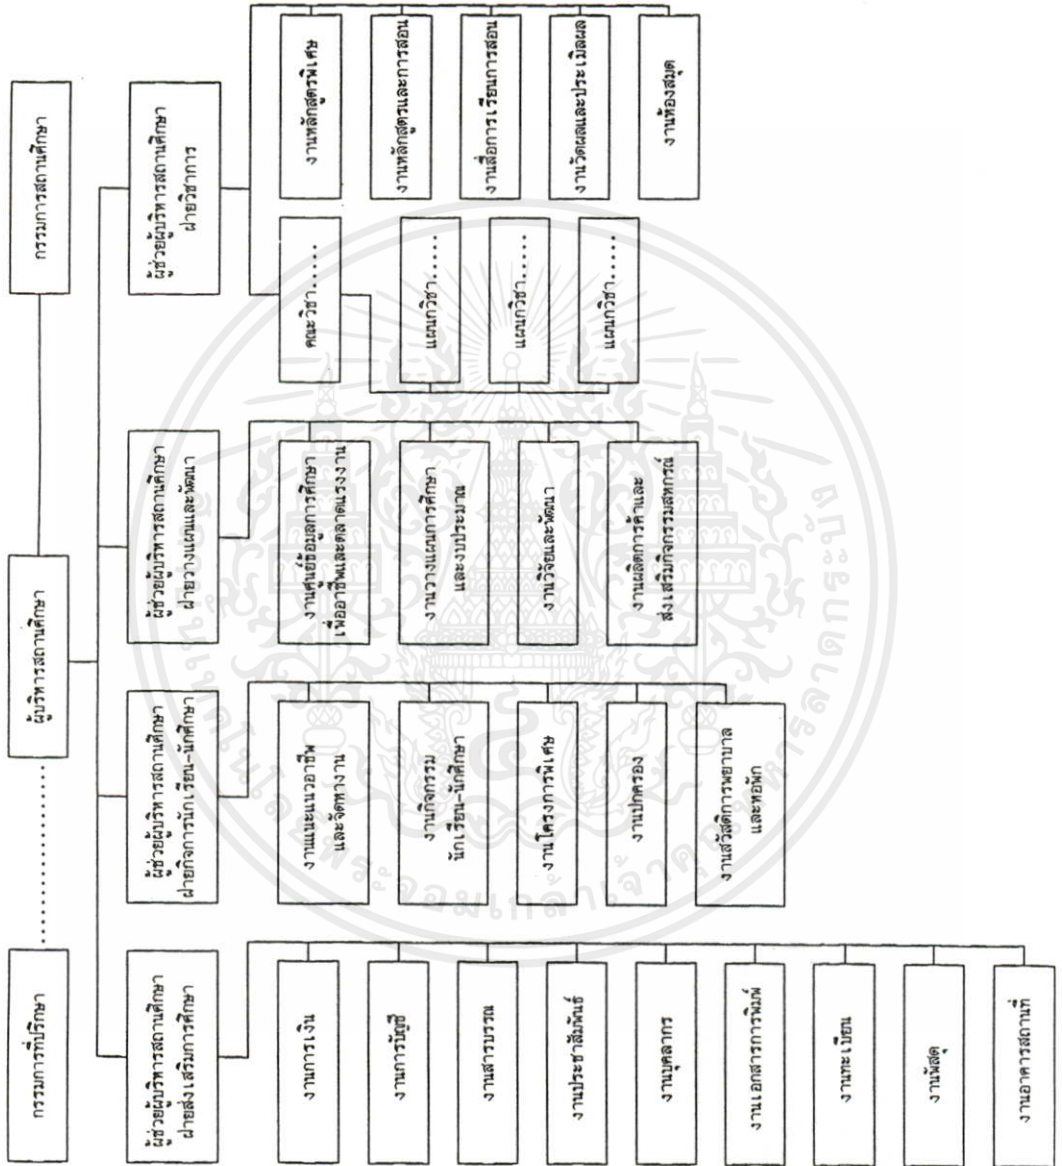 กรรมการที่ปรึกษา
....................
ผู้บริหารสถานศึกษา
กรรมการสถานศึกษา
ผู้ช่วยผู้บริหารสถานศึกษา
ฝ่ายส่งเสริมการศึกษา
งานการเงิน
งานการบัญชี
งานสารบรรณ
งานประชาสัมพันธ์
งานบุคลากร
งานเอกสารการพิมพ์
งานทะเบียน
งานพัสดุ
งานอาคารสถานที่
ผู้ช่วยผู้บริหารสถานศึกษา
ฝ่ายกิจการนักเรียน-นักศึกษา
งานแนะแนวอาชีพ
และจัดหางาน
งานกิจกรรม
นักเรียน-นักศึกษา
งานโครงการพิเศษ
งานปกครอง
งานสวัสดิการพยาบาล
และหอพัก
ผู้ช่วยผู้บริหารสถานศึกษา
ฝ่ายวางแผนและพัฒนา
งานศูนย์ข้อมูลการศึกษา
เพื่ออาชีพและตลาดแรงงาน
งานวางแผนการศึกษา
และงบประมาณ
งานวิจัยและพัฒนา
งานผลิตการค้าและ
ส่งเสริมกิจกรรมสหกรณ์
ผู้ช่วยผู้บริหารสถานศึกษา
ฝ่ายวิชาการ
คณะวิชา.....
แผนกวิชา.....
แผนกวิชา.....
แผนกวิชา.....
งานหลักสูตรพิเศษ
งานหลักสูตรและการสอน
งานสื่อการเรียนการสอน
งานวัดผลและประเมินผล
งานห้องสมุด
พระจอมเกล้าเจ้าคุณทหารลาดกระบัง